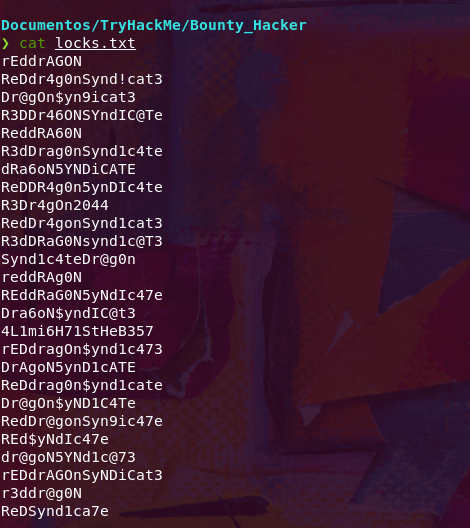 Documentos/TryHackMe/Bounty_Hacker
❯ cat locks.txt
rEddrAGON
ReDdr4g0nSynd!cat3
Dr@gOn$yn9icat3
R3DDr46ONSYndIC@Te
ReddRA60N
R3dDrag0nSynd1c4te
dRa6oN5YNDiCATE
ReDDR4g0n5ynDIc4te
R3Dr4gOn2044
RedDr4gonSynd1cat3
R3dDRaG0Nsynd1c@T3
Synd1c4teDr@g0n
reddRAg0N
REddRaG0N5yNdIc47e
Dra6oN$yndIC@t3
4L1mi6H71StHeB357
rEDdragOn$ynd1c473
DrAgoN5ynD1cATE
ReDdrag0n$ynd1cate
Dr@gOn$yND1C4Te
RedDr@gonSyn9ic47e
REd$yNdIc47e
dr@goN5YNd1c@73
rEDdrAGOnSyNDiCat3
r3ddr@g0N
ReDSynd1ca7e